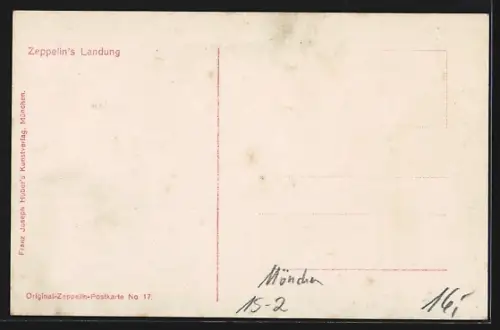 Zeppelin's Landung
Franz Joseph Huber's Kunstverlag, München.
Original-Zeppelin-Postkarte No 17.
München
15-2
16,-